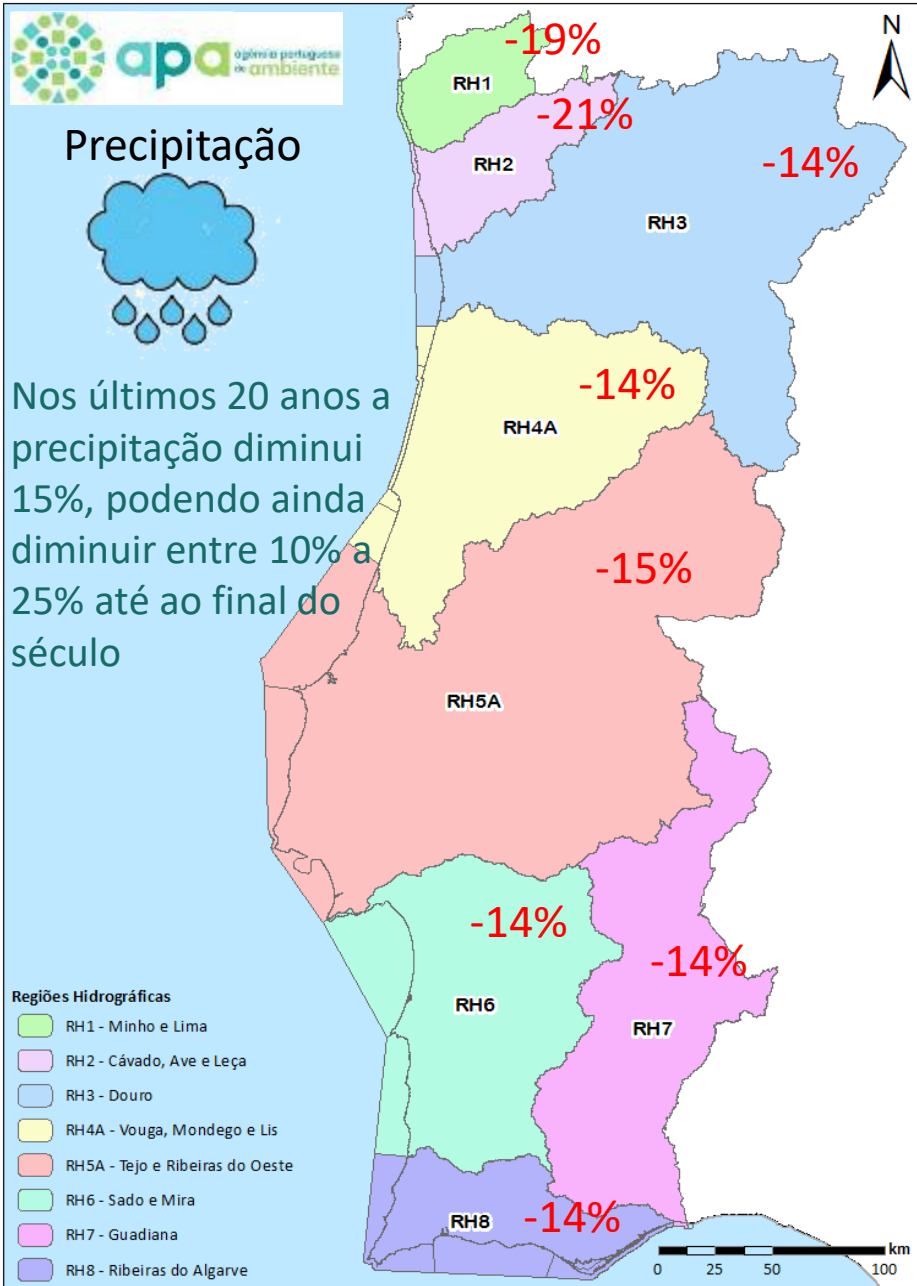 apa
agência portuguesa
do ambiente
Precipitação
Nos últimos 20 anos a
precipitação diminui
15%, podendo ainda
diminuir entre 10% a
25% até ao final do
século
N
-19%
RH1
-21%
RH2
-14%
RH3
-14%
RH4A
-15%
RH5A
-14%
RH6
-14%
RH7
RH8
-14%
Regiões Hidrográficas
RH1 - Minho e Lima
RH2 - Cávado, Ave e Leça
RH3 - Douro
RH4A - Vouga, Mondego e Lis
RH5A - Tejo e Ribeiras do Oeste
RH6 - Sado e Mira
RH7 - Guadiana
RH8 - Ribeiras do Algarve
km
0 25 50 100